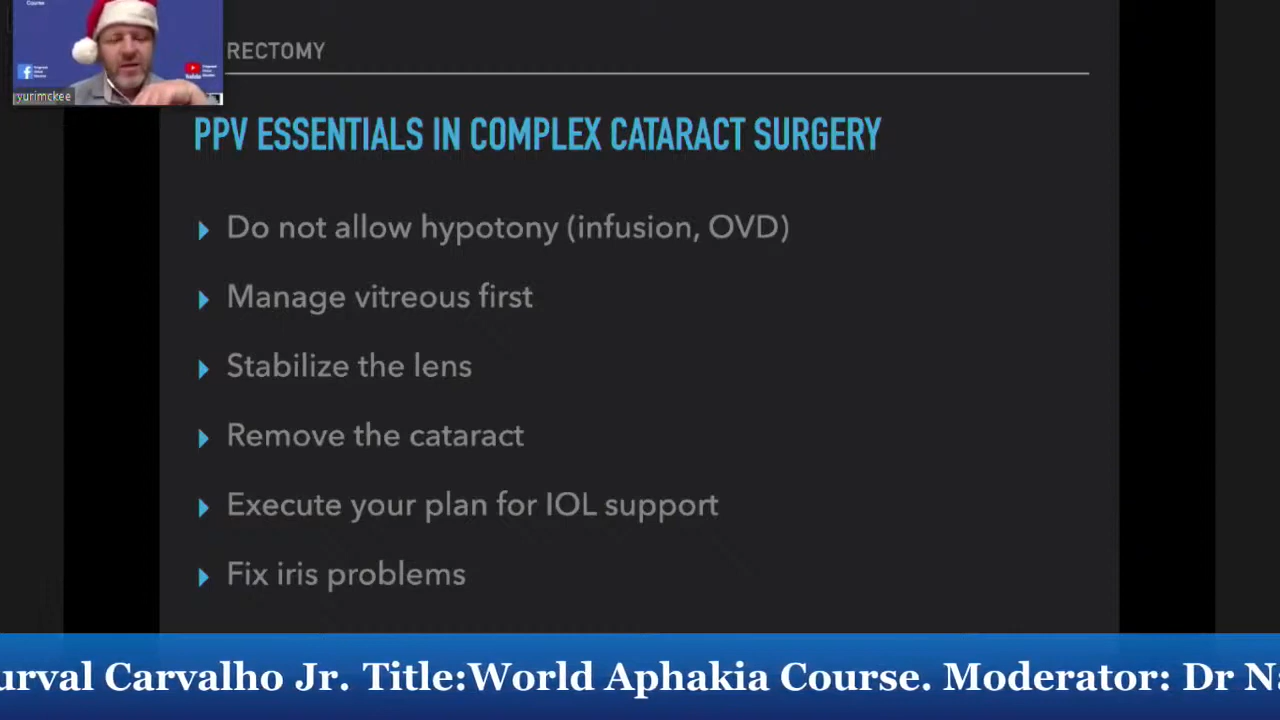 Course
yurimckee
RECTOMY
PPV ESSENTIALS IN COMPLEX CATARACT SURGERY
Do not allow hypotony (infusion, OVD)
Manage vitreous first
Stabilize the lens
Remove the cataract
Execute your plan for IOL support
Fix iris problems
urval Carvalho Jr. Title:World Aphakia Course. Moderator: Dr Na